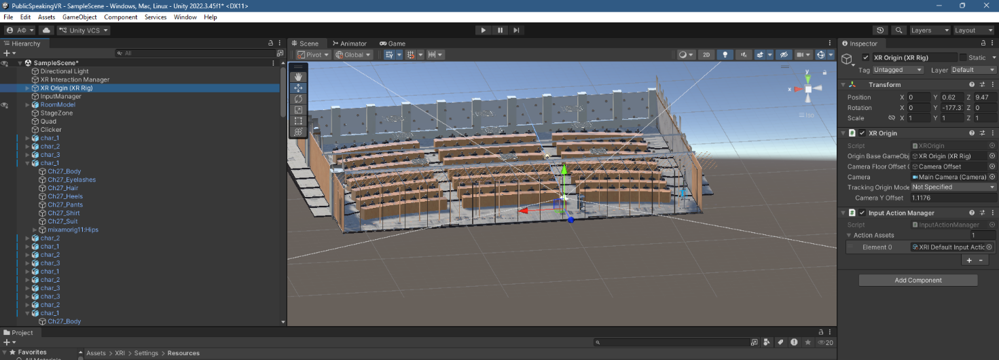 PublicSpeakingVR - SampleScene - Windows, Mac, Linux - Unity 2022.3.45f1* <DX11>
File Edit Assets GameObject Component Services Window Help
АФ Unity VCS Layers Layout
Hierarchy Scene Animator Game Inspector
All Pivot Global 2D XR Origin (XR Rig) Static
Tag Untagged Layer Default
SampleScene*
Directional Light
XR Interaction Manager
XR Origin (XR Rig)
InputManager
RoomModel
StageZone
Quad
Clicker
char_1
char_2
char_3
char_1
Ch27_Body
Ch27_Eyelashes
Ch27_Hair
Ch27_Heels
Ch27_Pants
Ch27_Shirt
Ch27_Suit
mixamorig11:Hips
char_2
char_1
char_2
char_3
char_1
char_2
char_3
char_3
char_2
char_1
Ch27_Body
y
x
Iso
Transform
Position X 0 Y 0.62 Z 9.47
Rotation X 0 Y -177.3 Z 0
Scale X 1 Y 1 Z 1
XR Origin
Script XROrigin
Origin Base GameObj XR Origin (XR Rig)
Camera Floor Offset ( Camera Offset
Camera Main Camera (Camera)
Tracking Origin Mode Not Specified
Camera Y Offset 1.1176
Input Action Manager
Script InputActionManager
Action Assets 1
Element 0 XRI Default Input Actic
Add Component
Project
20
Favorites Assets > XRI > Settings > Resources